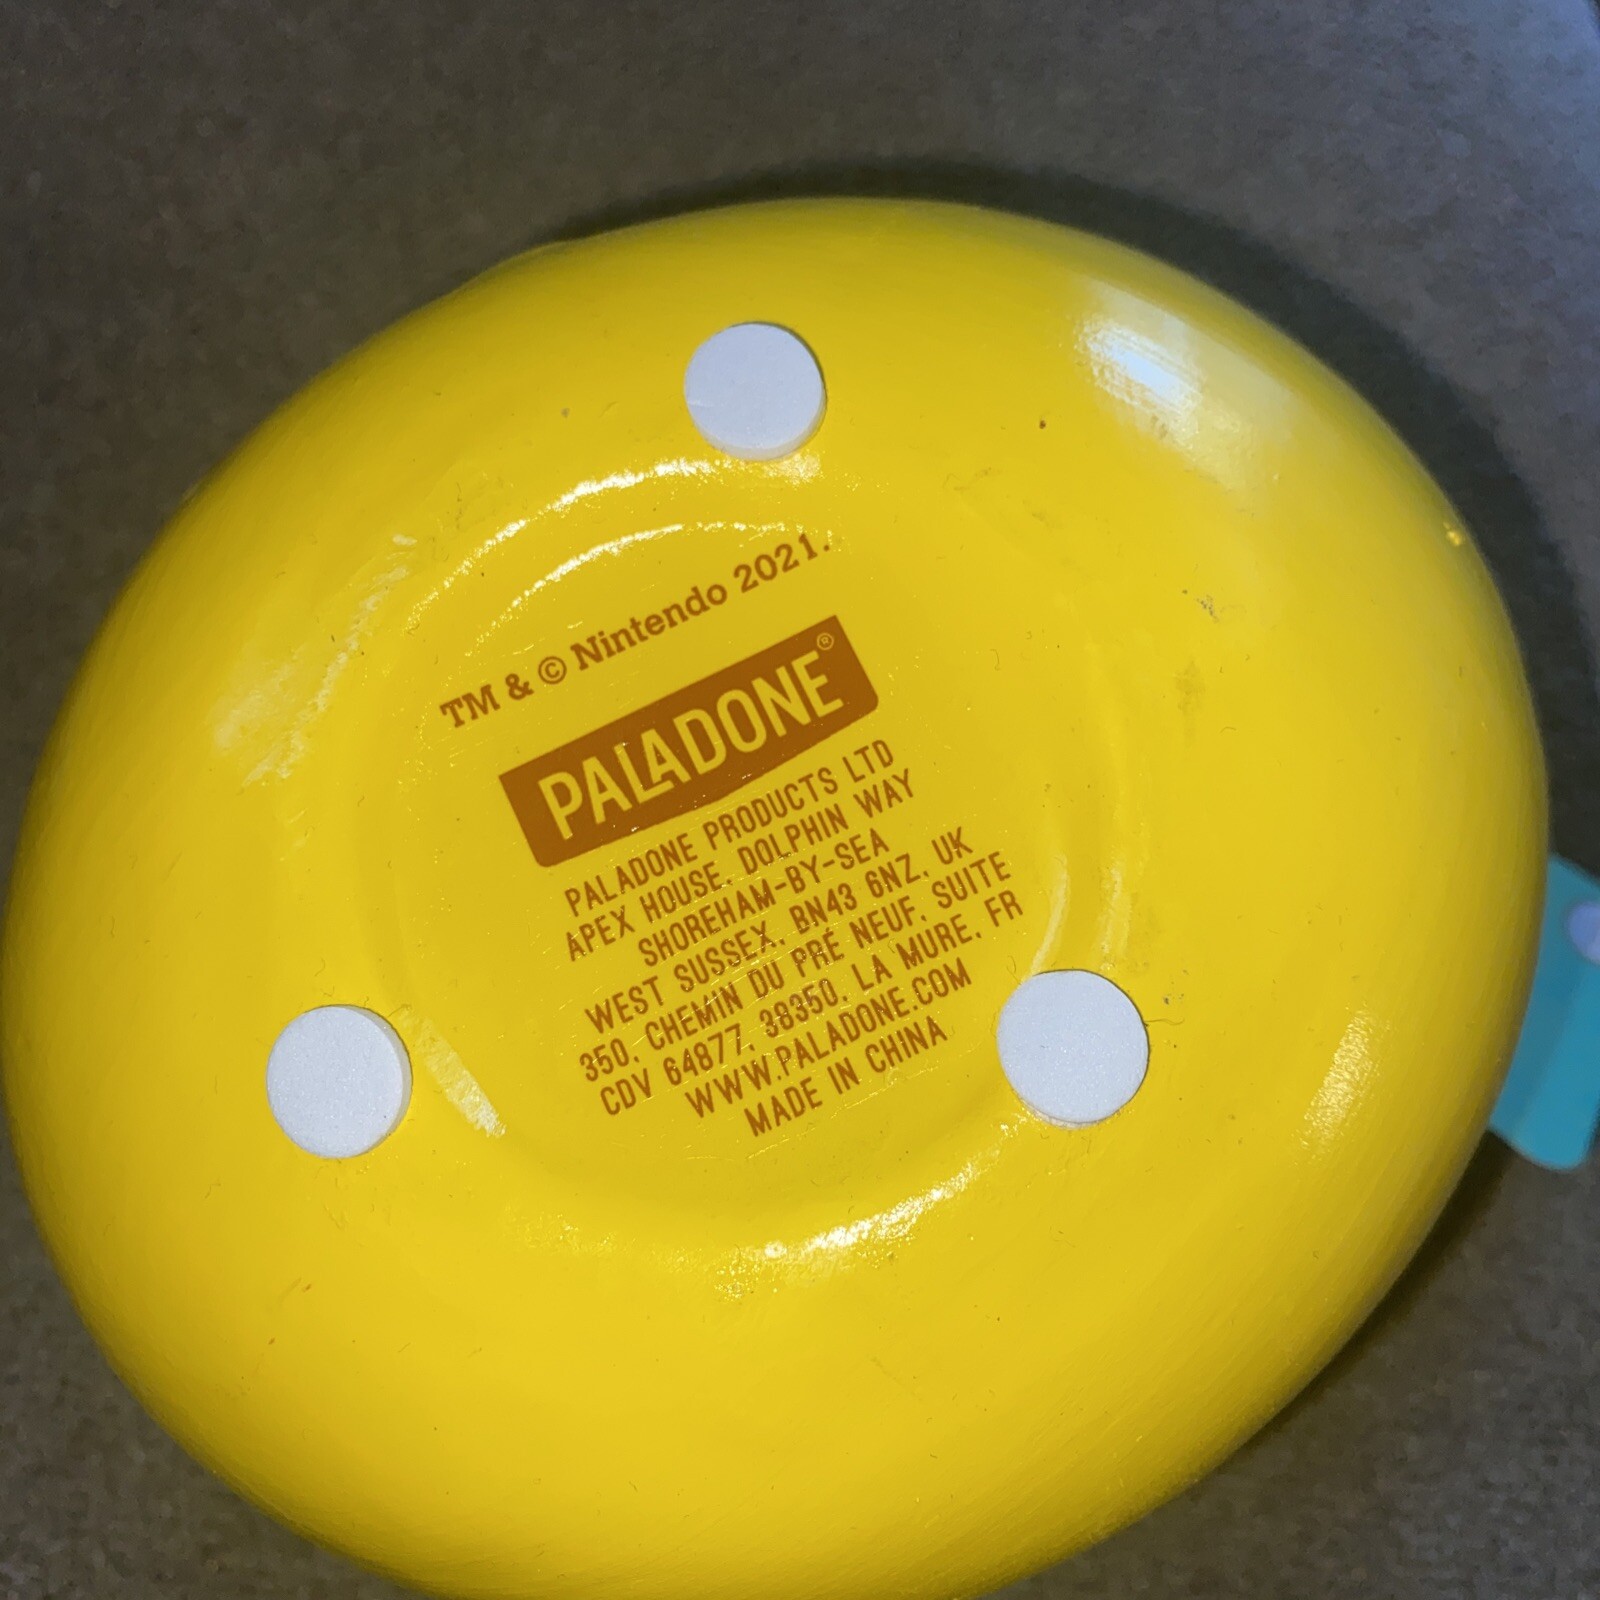 TM & © Nintendo 2021.
PALADONE®
PALADONE PRODUCTS LTD
APEX HOUSE, DOLPHIN WAY
SHOREHAM-BY-SEA
WEST SUSSEX, BN43 6NZ, UK
350, CHEMIN DU PRÉ NEUF, SUITE
CDV 64877, 38350, LA MURE, FR
WWW.PALADONE.COM
MADE IN CHINA